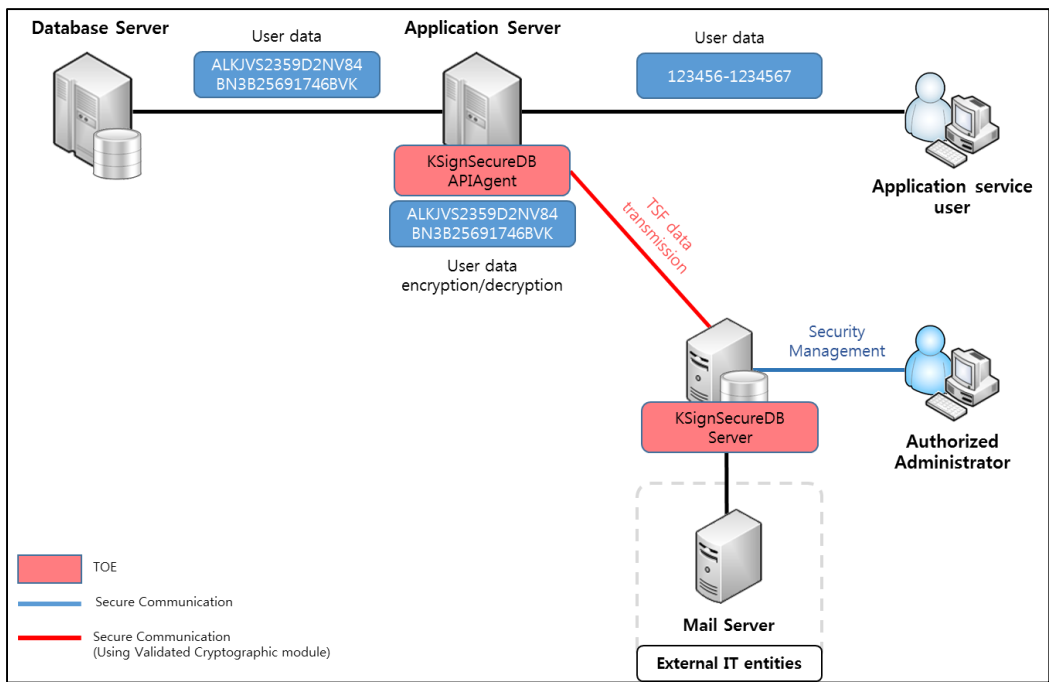 Database Server
User data
ALKJVS2359D2NV84
BN3B25691746BVK
Application Server
User data
123456-1234567
KSignSecureDB
APIAgent
ALKJVS2359D2NV84
BN3B25691746BVK
User data
encryption/decryption
Application service
user
TSF data
transmission
Security
Management
KSignSecureDB
Server
Authorized
Administrator
Mail Server
External IT entities
TOE
Secure Communication
Secure Communication
(Using Validated Cryptographic module)